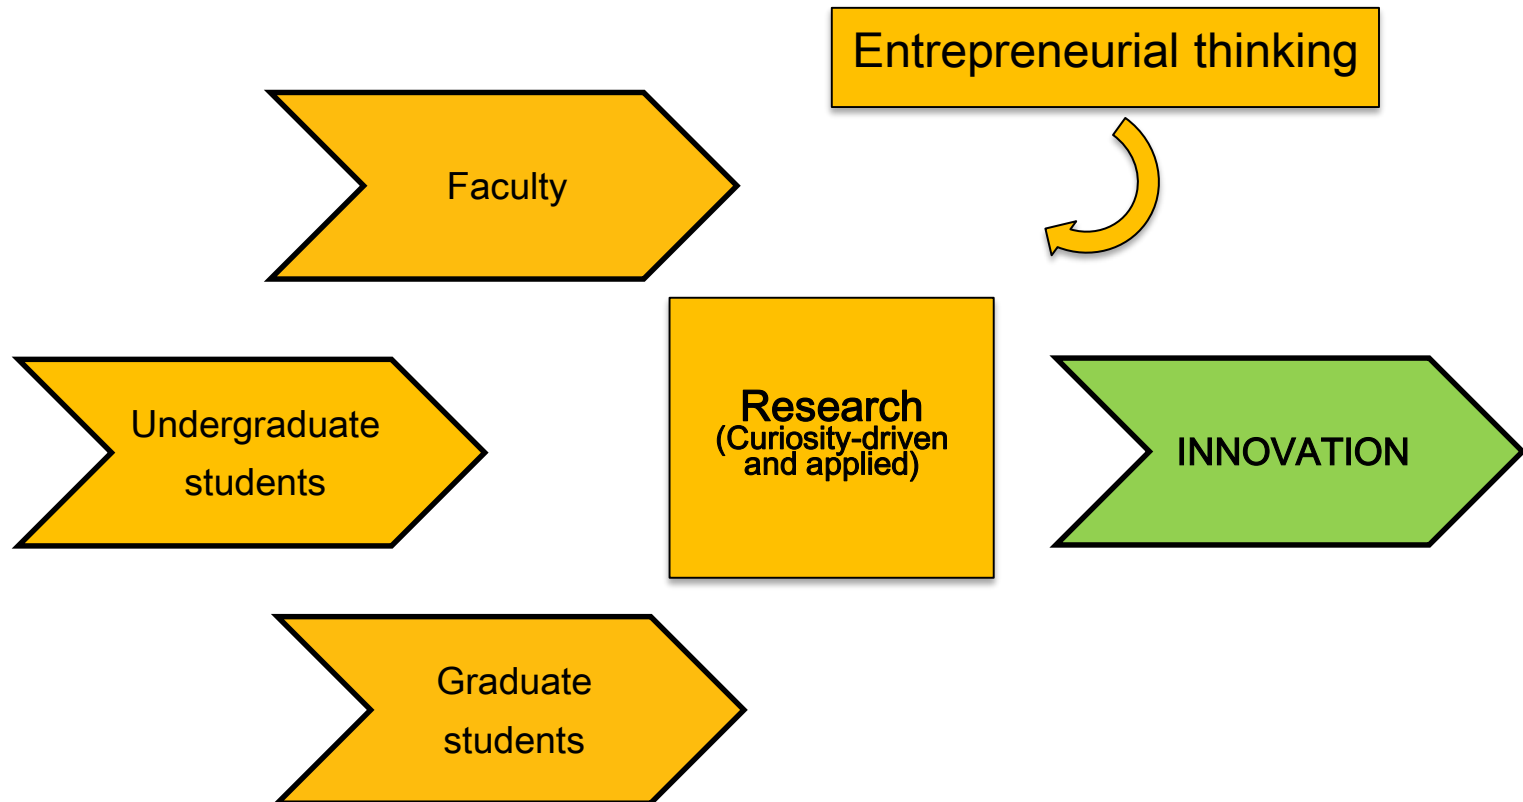 Entrepreneurial thinking
Faculty
Undergraduate
students
Research
(Curiosity-driven
and applied)
INNOVATION
Graduate
students